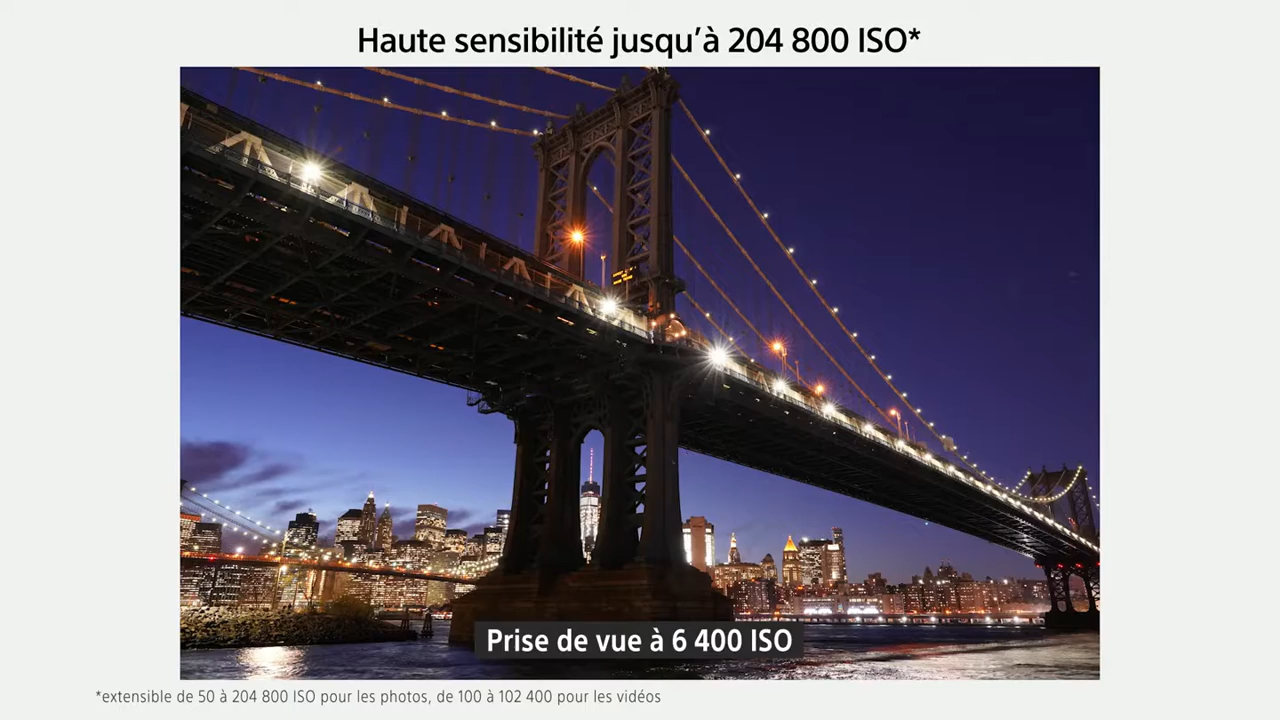 Haute sensibilité jusqu’à 204 800 ISO*
Prise de vue à 6 400 ISO
*extensible de 50 à 204 800 ISO pour les photos, de 100 à 102 400 pour les vidéos